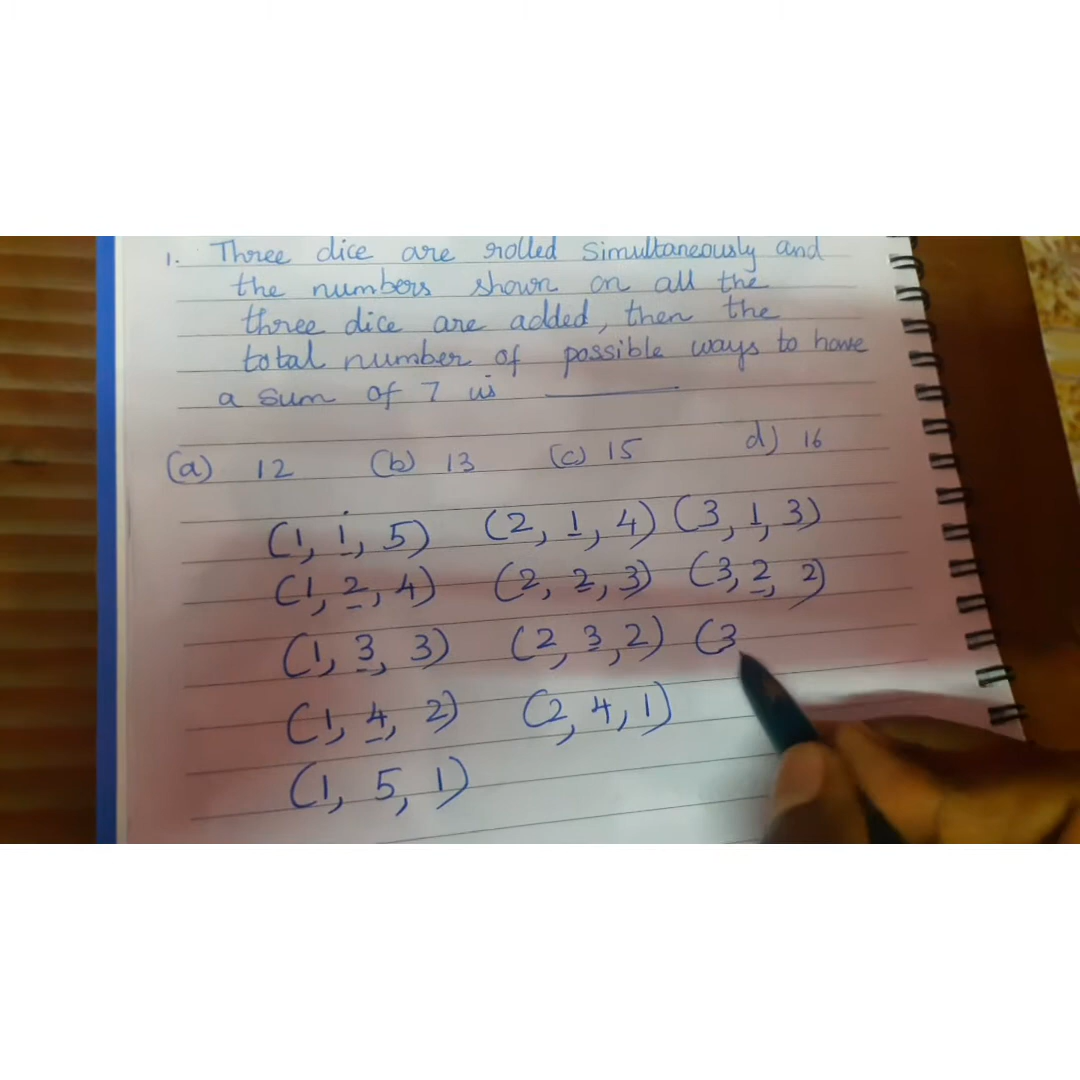 1. Three dice are rolled simultaneously and
the numbers shown on all the
three dice are added, then the
total number of possible ways to have
a sum of 7 is ______
(a) 12 (b) 13 (c) 15 d) 16
(1, 1, 5) (2, 1, 4) (3, 1, 3)
(1, 2, 4) (2, 2, 3) (3, 2, 2)
(1, 3, 3) (2, 3, 2) (3
(1, 4, 2) (2, 4, 1)
(1, 5, 1)